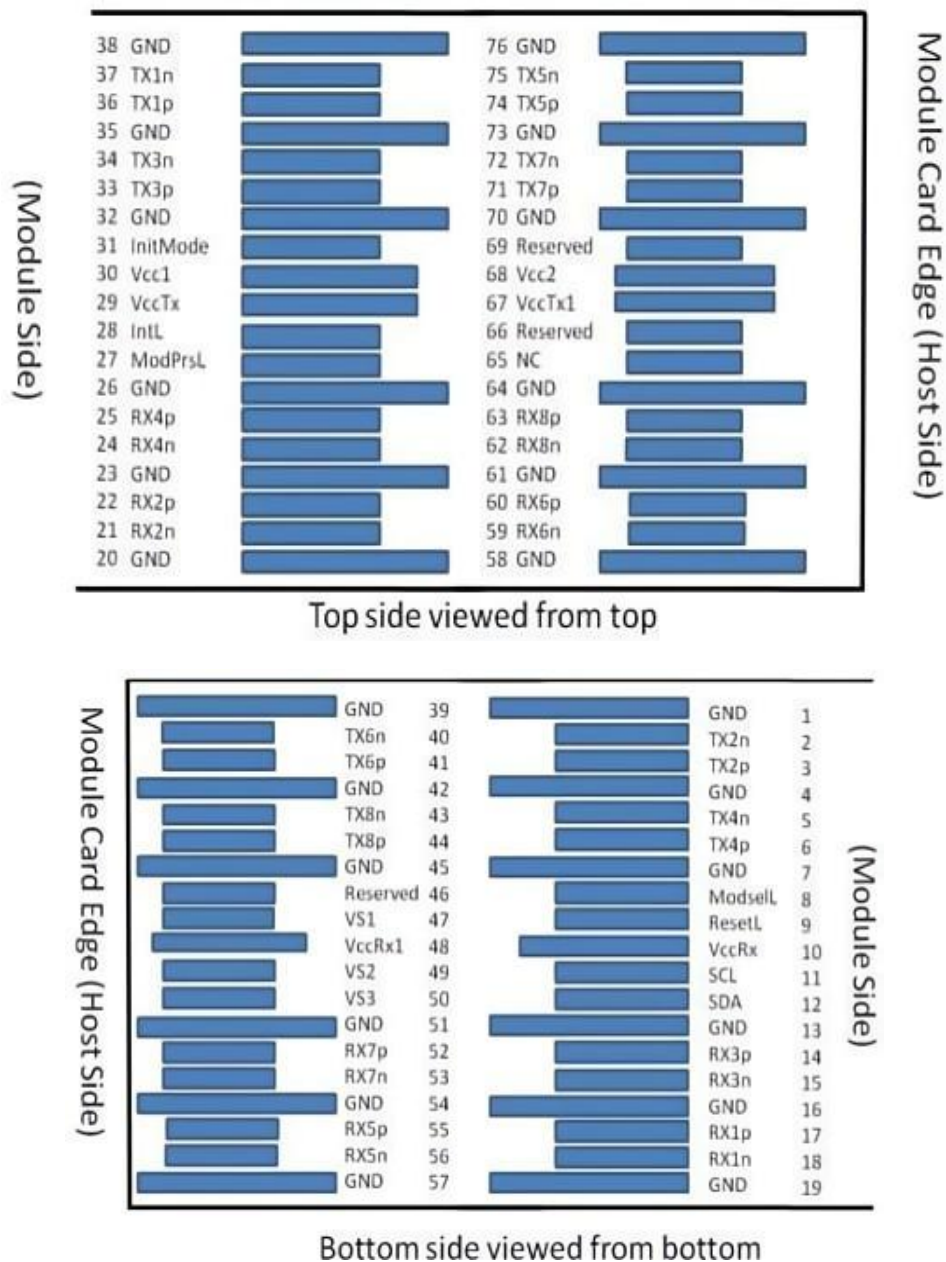 38 GND 76 GND
37 TX1n 75 TX5n
36 TX1p 74 TX5p
35 GND 73 GND
34 TX3n 72 TX7n
33 TX3p 71 TX7p
32 GND 70 GND
31 InitMode 69 Reserved
30 Vcc1 68 Vcc2
29 VccTx 67 VccTx1
28 IntL 66 Reserved
27 ModPrsL 65 NC
26 GND 64 GND
25 RX4p 63 RX8p
24 RX4n 62 RX8n
23 GND 61 GND
22 RX2p 60 RX6p
21 RX2n 59 RX6n
20 GND 58 GND
(Module Side)
Module Card Edge (Host Side)
Top side viewed from top
GND 39 GND 1
TX6n 40 TX2n 2
TX6p 41 TX2p 3
GND 42 GND 4
TX8n 43 TX4n 5
TX8p 44 TX4p 6
GND 45 GND 7
Reserved 46 ModselL 8
VS1 47 ResetL 9
VccRx1 48 VccRx 10
VS2 49 SCL 11
VS3 50 SDA 12
GND 51 GND 13
RX7p 52 RX3p 14
RX7n 53 RX3n 15
GND 54 GND 16
RX5p 55 RX1p 17
RX5n 56 RX1n 18
GND 57 GND 19
Module Card Edge (Host Side)
(Module Side)
Bottom side viewed from bottom